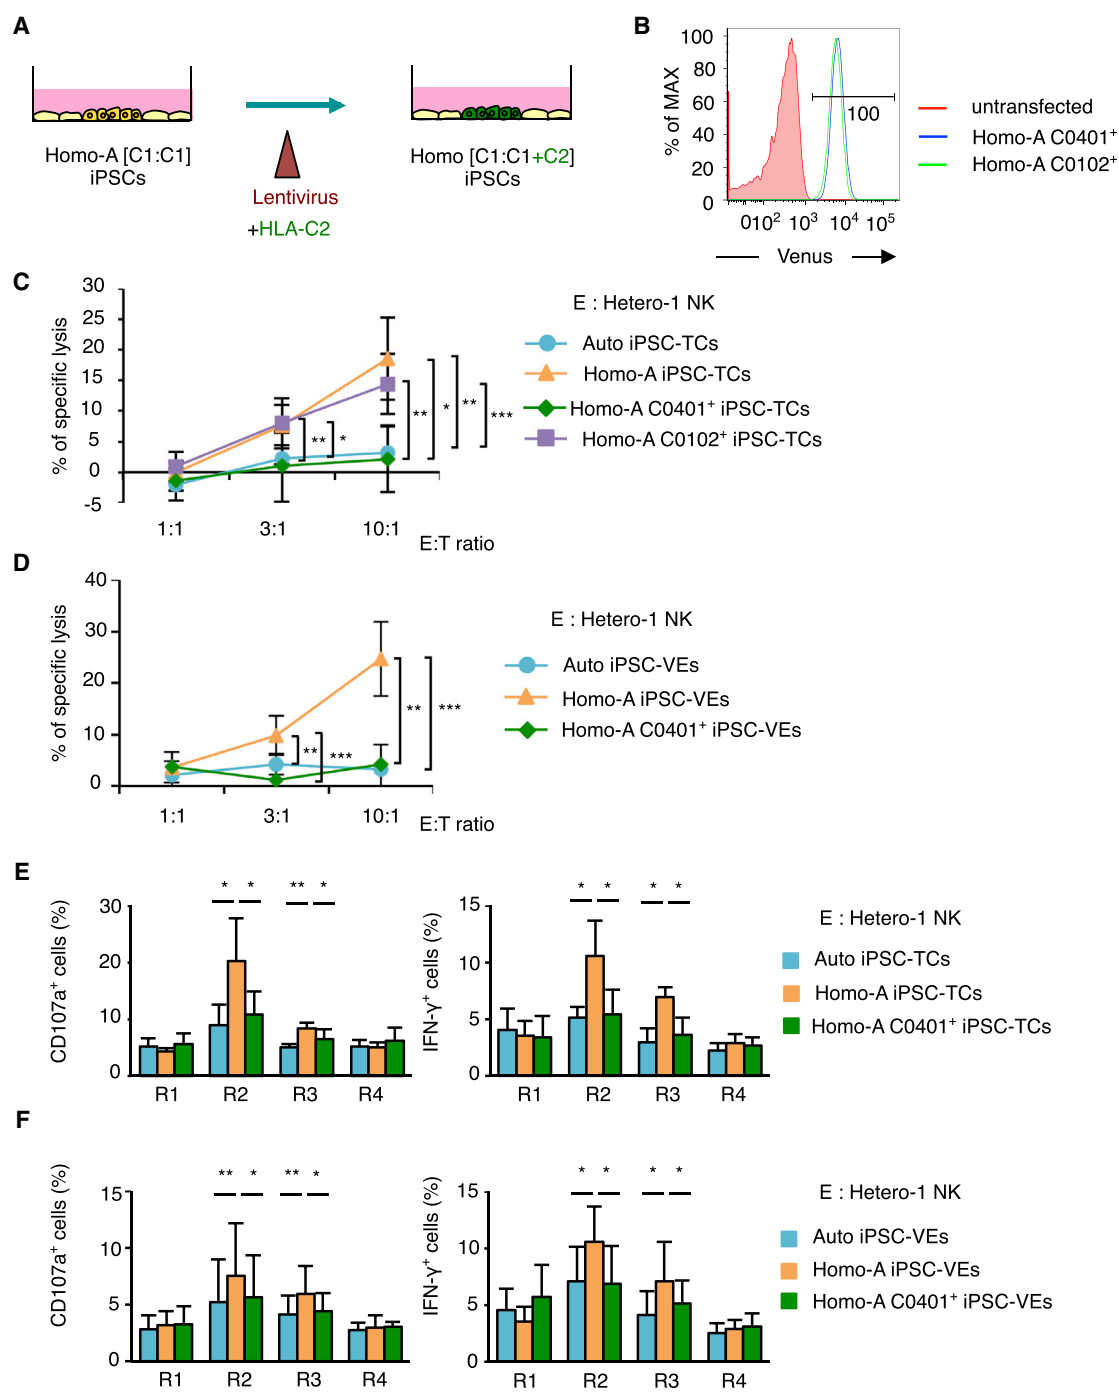 A
Homo-A [C1:C1]
iPSCs
Lentivirus
+HLA-C2
Homo [C1:C1+C2]
iPSCs
B
% of MAX
100
80
60
40
20
0
100
010² 10³ 10⁴ 10⁵
Venus
untransfected
Homo-A C0401⁺
Homo-A C0102⁺
C
% of specific lysis
30
25
20
15
10
5
0
-5
** * ** * ** ***
1:1 3:1 10:1
E:T ratio
E : Hetero-1 NK
Auto iPSC-TCs
Homo-A iPSC-TCs
Homo-A C0401⁺ iPSC-TCs
Homo-A C0102⁺ iPSC-TCs
D
% of specific lysis
40
30
20
10
0
** *** ** ***
1:1 3:1 10:1
E:T ratio
E : Hetero-1 NK
Auto iPSC-VEs
Homo-A iPSC-VEs
Homo-A C0401⁺ iPSC-VEs
E
CD107a⁺ cells (%)
30
20
10
0
* * ** *
R1 R2 R3 R4
IFN-γ⁺ cells (%)
15
10
5
0
* * * *
R1 R2 R3 R4
E : Hetero-1 NK
Auto iPSC-TCs
Homo-A iPSC-TCs
Homo-A C0401⁺ iPSC-TCs
F
CD107a⁺ cells (%)
15
10
5
0
** * ** *
R1 R2 R3 R4
IFN-γ⁺ cells (%)
15
10
5
0
* * * *
R1 R2 R3 R4
E : Hetero-1 NK
Auto iPSC-VEs
Homo-A iPSC-VEs
Homo-A C0401⁺ iPSC-VEs